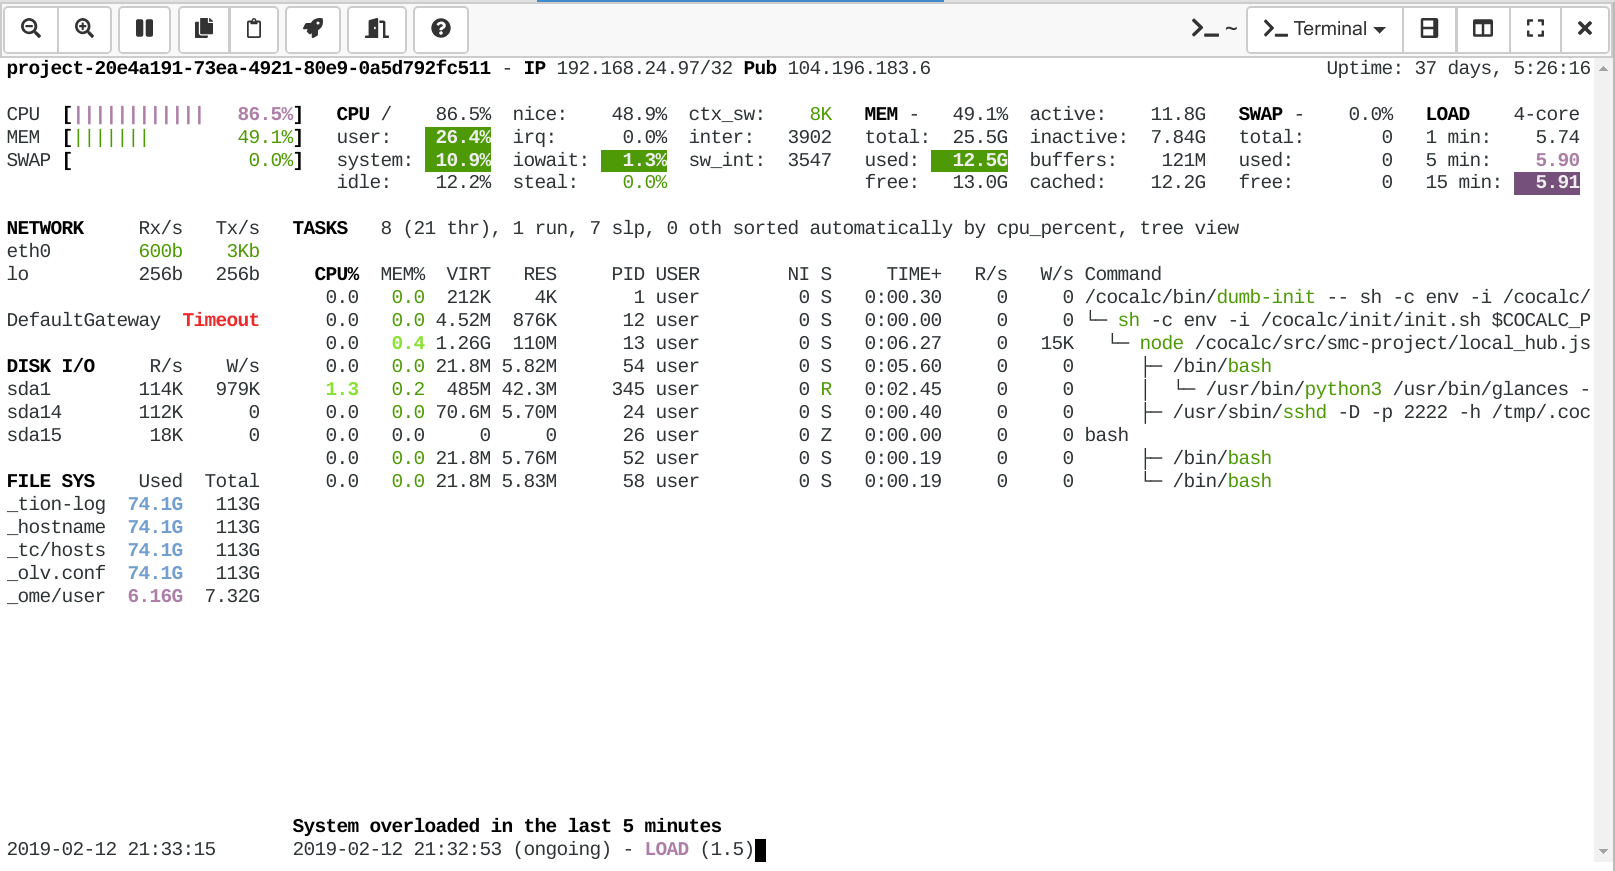 ~ Terminal
project-20e4a191-73ea-4921-80e9-0a5d792fc511 - IP 192.168.24.97/32 Pub 104.196.183.6 Uptime: 37 days, 5:26:16
CPU [|||||||||||| 86.5%] CPU / 86.5% nice: 48.9% ctx_sw: 8K MEM - 49.1% active: 11.8G SWAP - 0.0% LOAD 4-core
MEM [||||||| 49.1%] user: 26.4% irq: 0.0% inter: 3902 total: 25.5G inactive: 7.84G total: 0 1 min: 5.74
SWAP [ 0.0%] system: 10.9% iowait: 1.3% sw_int: 3547 used: 12.5G buffers: 121M used: 0 5 min: 5.90
idle: 12.2% steal: 0.0% free: 13.0G cached: 12.2G free: 0 15 min: 5.91
NETWORK Rx/s Tx/s TASKS 8 (21 thr), 1 run, 7 slp, 0 oth sorted automatically by cpu_percent, tree view
eth0 600b 3Kb
lo 256b 256b CPU% MEM% VIRT RES PID USER NI S TIME+ R/s W/s Command
0.0 0.0 212K 4K 1 user 0 S 0:00.30 0 0 /cocalc/bin/dumb-init -- sh -c env -i /cocalc/
DefaultGateway Timeout 0.0 0.0 4.52M 876K 12 user 0 S 0:00.00 0 0 └─ sh -c env -i /cocalc/init/init.sh $COCALC_P
0.0 0.4 1.26G 110M 13 user 0 S 0:06.27 0 15K └─ node /cocalc/src/smc-project/local_hub.js
DISK I/O R/s W/s 0.0 0.0 21.8M 5.82M 54 user 0 S 0:05.60 0 0 ├─ /bin/bash
sda1 114K 979K 1.3 0.2 485M 42.3M 345 user 0 R 0:02.45 0 0 │ └─ /usr/bin/python3 /usr/bin/glances -
sda14 112K 0 0.0 0.0 70.6M 5.70M 24 user 0 S 0:00.40 0 0 ├─ /usr/sbin/sshd -D -p 2222 -h /tmp/.coc
sda15 18K 0 0.0 0.0 0 0 26 user 0 Z 0:00.00 0 0 bash
0.0 0.0 21.8M 5.76M 52 user 0 S 0:00.19 0 0 ├─ /bin/bash
FILE SYS Used Total 0.0 0.0 21.8M 5.83M 58 user 0 S 0:00.19 0 0 └─ /bin/bash
_tion-log 74.1G 113G
_hostname 74.1G 113G
_tc/hosts 74.1G 113G
_olv.conf 74.1G 113G
_ome/user 6.16G 7.32G
System overloaded in the last 5 minutes
2019-02-12 21:33:15 2019-02-12 21:32:53 (ongoing) - LOAD (1.5)